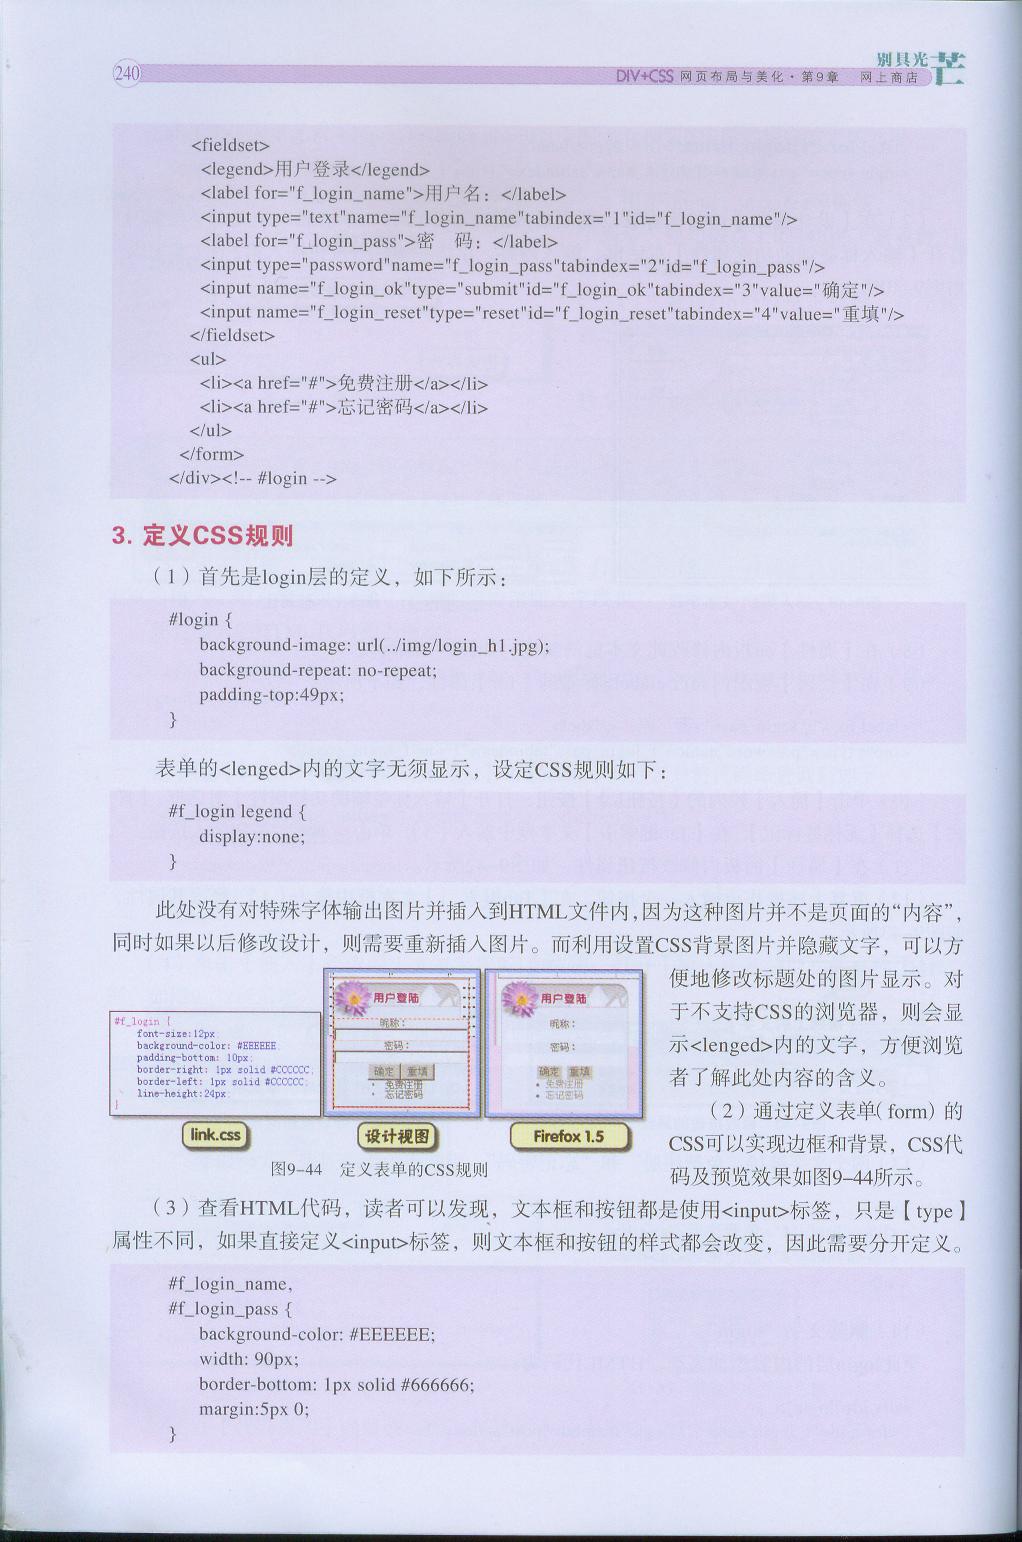 240
别具光芒
DIV+CSS 网页布局与美化·第9章 网上商店
<fieldset>
<legend>用户登录</legend>
<label for="f_login_name">用户名：</label>
<input type="text"name="f_login_name"tabindex="1"id="f_login_name"/>
<label for="f_login_pass">密 码：</label>
<input type="password"name="f_login_pass"tabindex="2"id="f_login_pass"/>
<input name="f_login_ok"type="submit"id="f_login_ok"tabindex="3"value="确定"/>
<input name="f_login_reset"type="reset"id="f_login_reset"tabindex="4"value="重填"/>
</fieldset>
<ul>
<li><a href="#">免费注册</a></li>
<li><a href="#">忘记密码</a></li>
</ul>
</form>
</div><!-- #login -->
3. 定义CSS规则
（1）首先是login层的定义，如下所示：
#login {
background-image: url(../img/login_h1.jpg);
background-repeat: no-repeat;
padding-top:49px;
}
表单的<lenged>内的文字无须显示，设定CSS规则如下：
#f_login legend {
display:none;
}
此处没有对特殊字体输出图片并插入到HTML文件内，因为这种图片并不是页面的“内容”，
同时如果以后修改设计，则需要重新插入图片。而利用设置CSS背景图片并隐藏文字，可以方
便地修改标题处的图片显示。对
于不支持CSS的浏览器，则会显
示<lenged>内的文字，方便浏览
者了解此处内容的含义。
（2）通过定义表单(form) 的
CSS可以实现边框和背景，CSS代
码及预览效果如图9-44所示。
#f_login {
font-size:12px;
background-color: #EEEEEE;
padding-bottom: 10px;
border-right: 1px solid #CCCCCC;
border-left: 1px solid #CCCCCC;
line-height:24px;
}
link.css
用户登陆
昵称：
密码：
确定 重填
• 免费注册
• 忘记密码
设计视图
用户登陆
昵称：
密码：
确定 重填
• 免费注册
• 忘记密码
Firefox 1.5
图9-44 定义表单的CSS规则
（3）查看HTML代码，读者可以发现，文本框和按钮都是使用<input>标签，只是【type】
属性不同，如果直接定义<input>标签，则文本框和按钮的样式都会改变，因此需要分开定义。
#f_login_name,
#f_login_pass {
background-color: #EEEEEE;
width: 90px;
border-bottom: 1px solid #666666;
margin:5px 0;
}